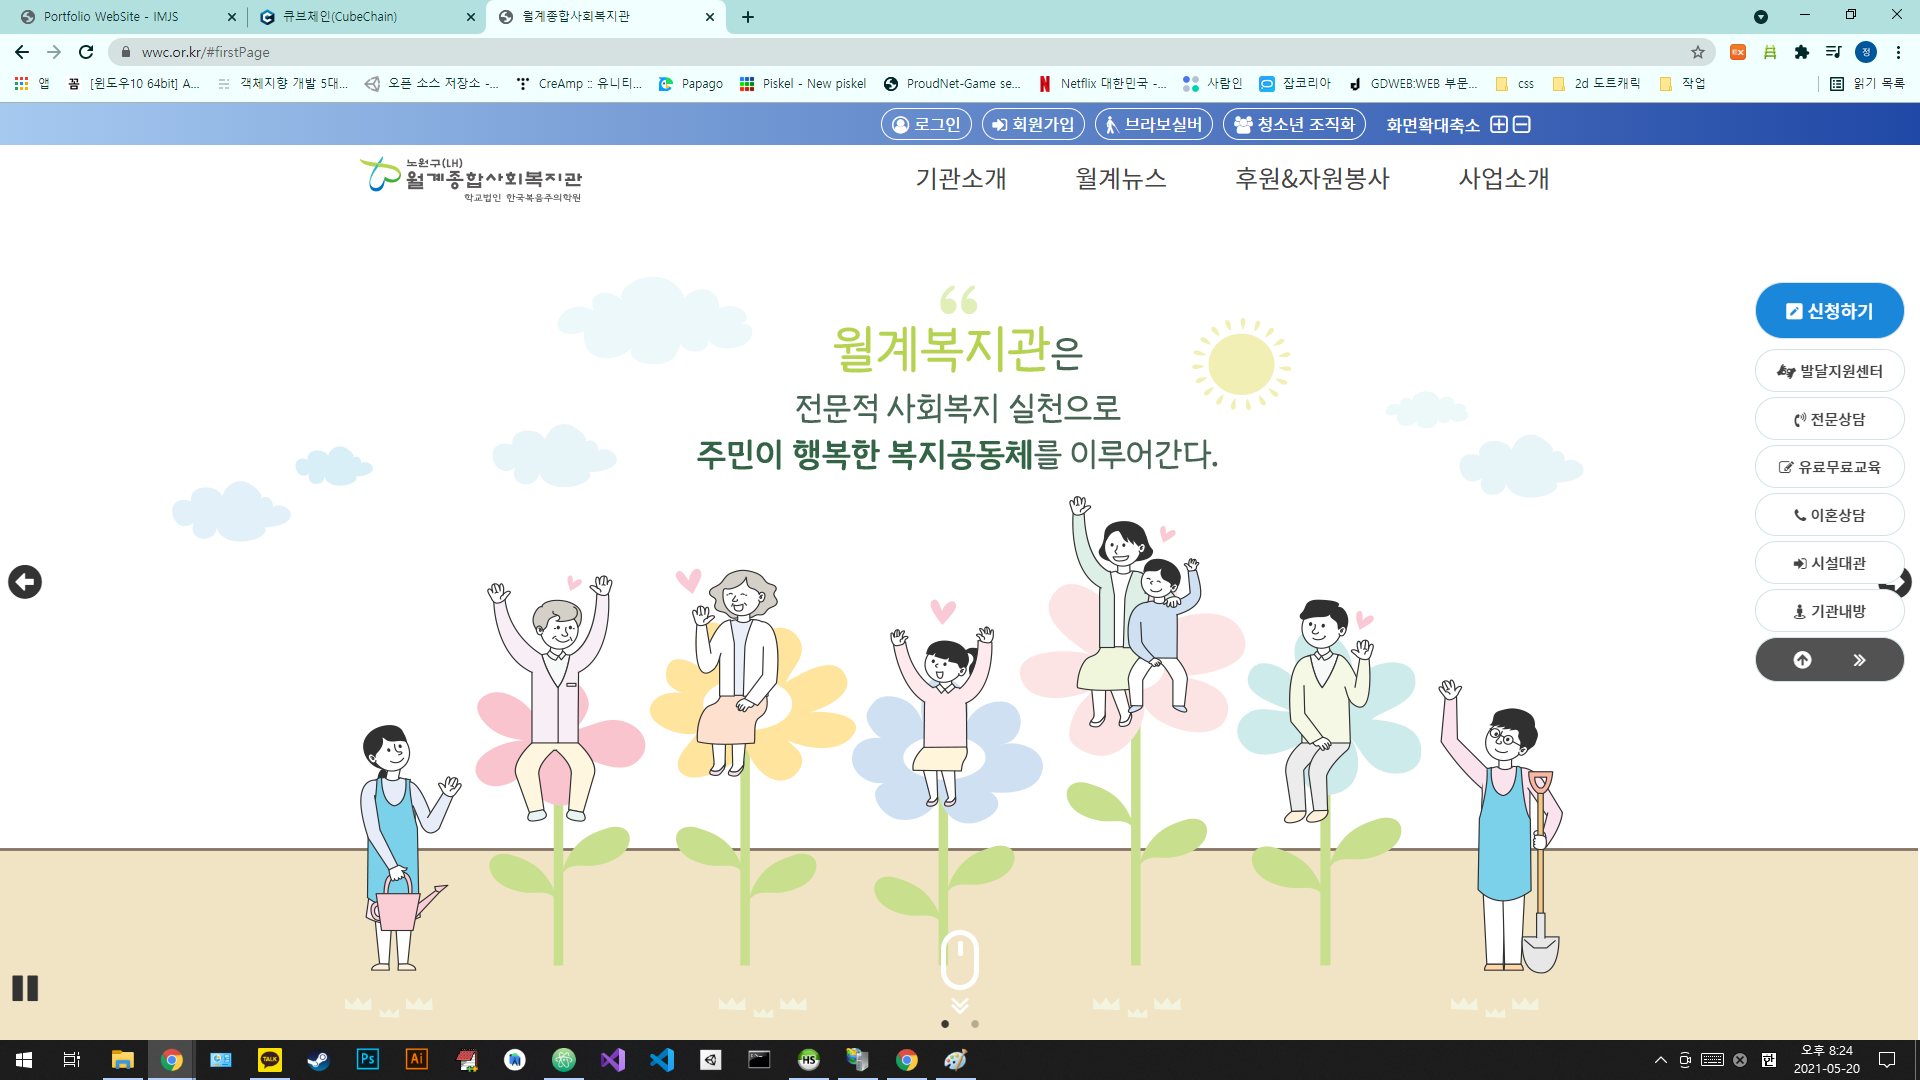 Portfolio WebSite - IMJS
큐브체인(CubeChain)
월계종합사회복지관
wwc.or.kr/#firstPage
EX
정
앱
[윈도우10 64bit] A...
객체지향 개발 5대...
오픈 소스 저장소 -...
CreAmp :: 유니티...
Papago
Piskel - New piskel
ProudNet-Game se...
Netflix 대한민국 -...
사람인
잡코리아
GDWEB:WEB 부문...
css
2d 도트캐릭
작업
읽기 목록
로그인
회원가입
브라보실버
청소년 조직화
화면확대축소
노원구(LH)
월계종합사회복지관
학교법인 한국복음주의학원
기관소개
월계뉴스
후원&자원봉사
사업소개
“
월계복지관은
전문적 사회복지 실천으로
주민이 행복한 복지공동체를 이루어간다.
신청하기
발달지원센터
전문상담
유료무료교육
이혼상담
시설대관
기관내방
TALK
Ps
Ai
HS
한
오후 8:24
2021-05-20